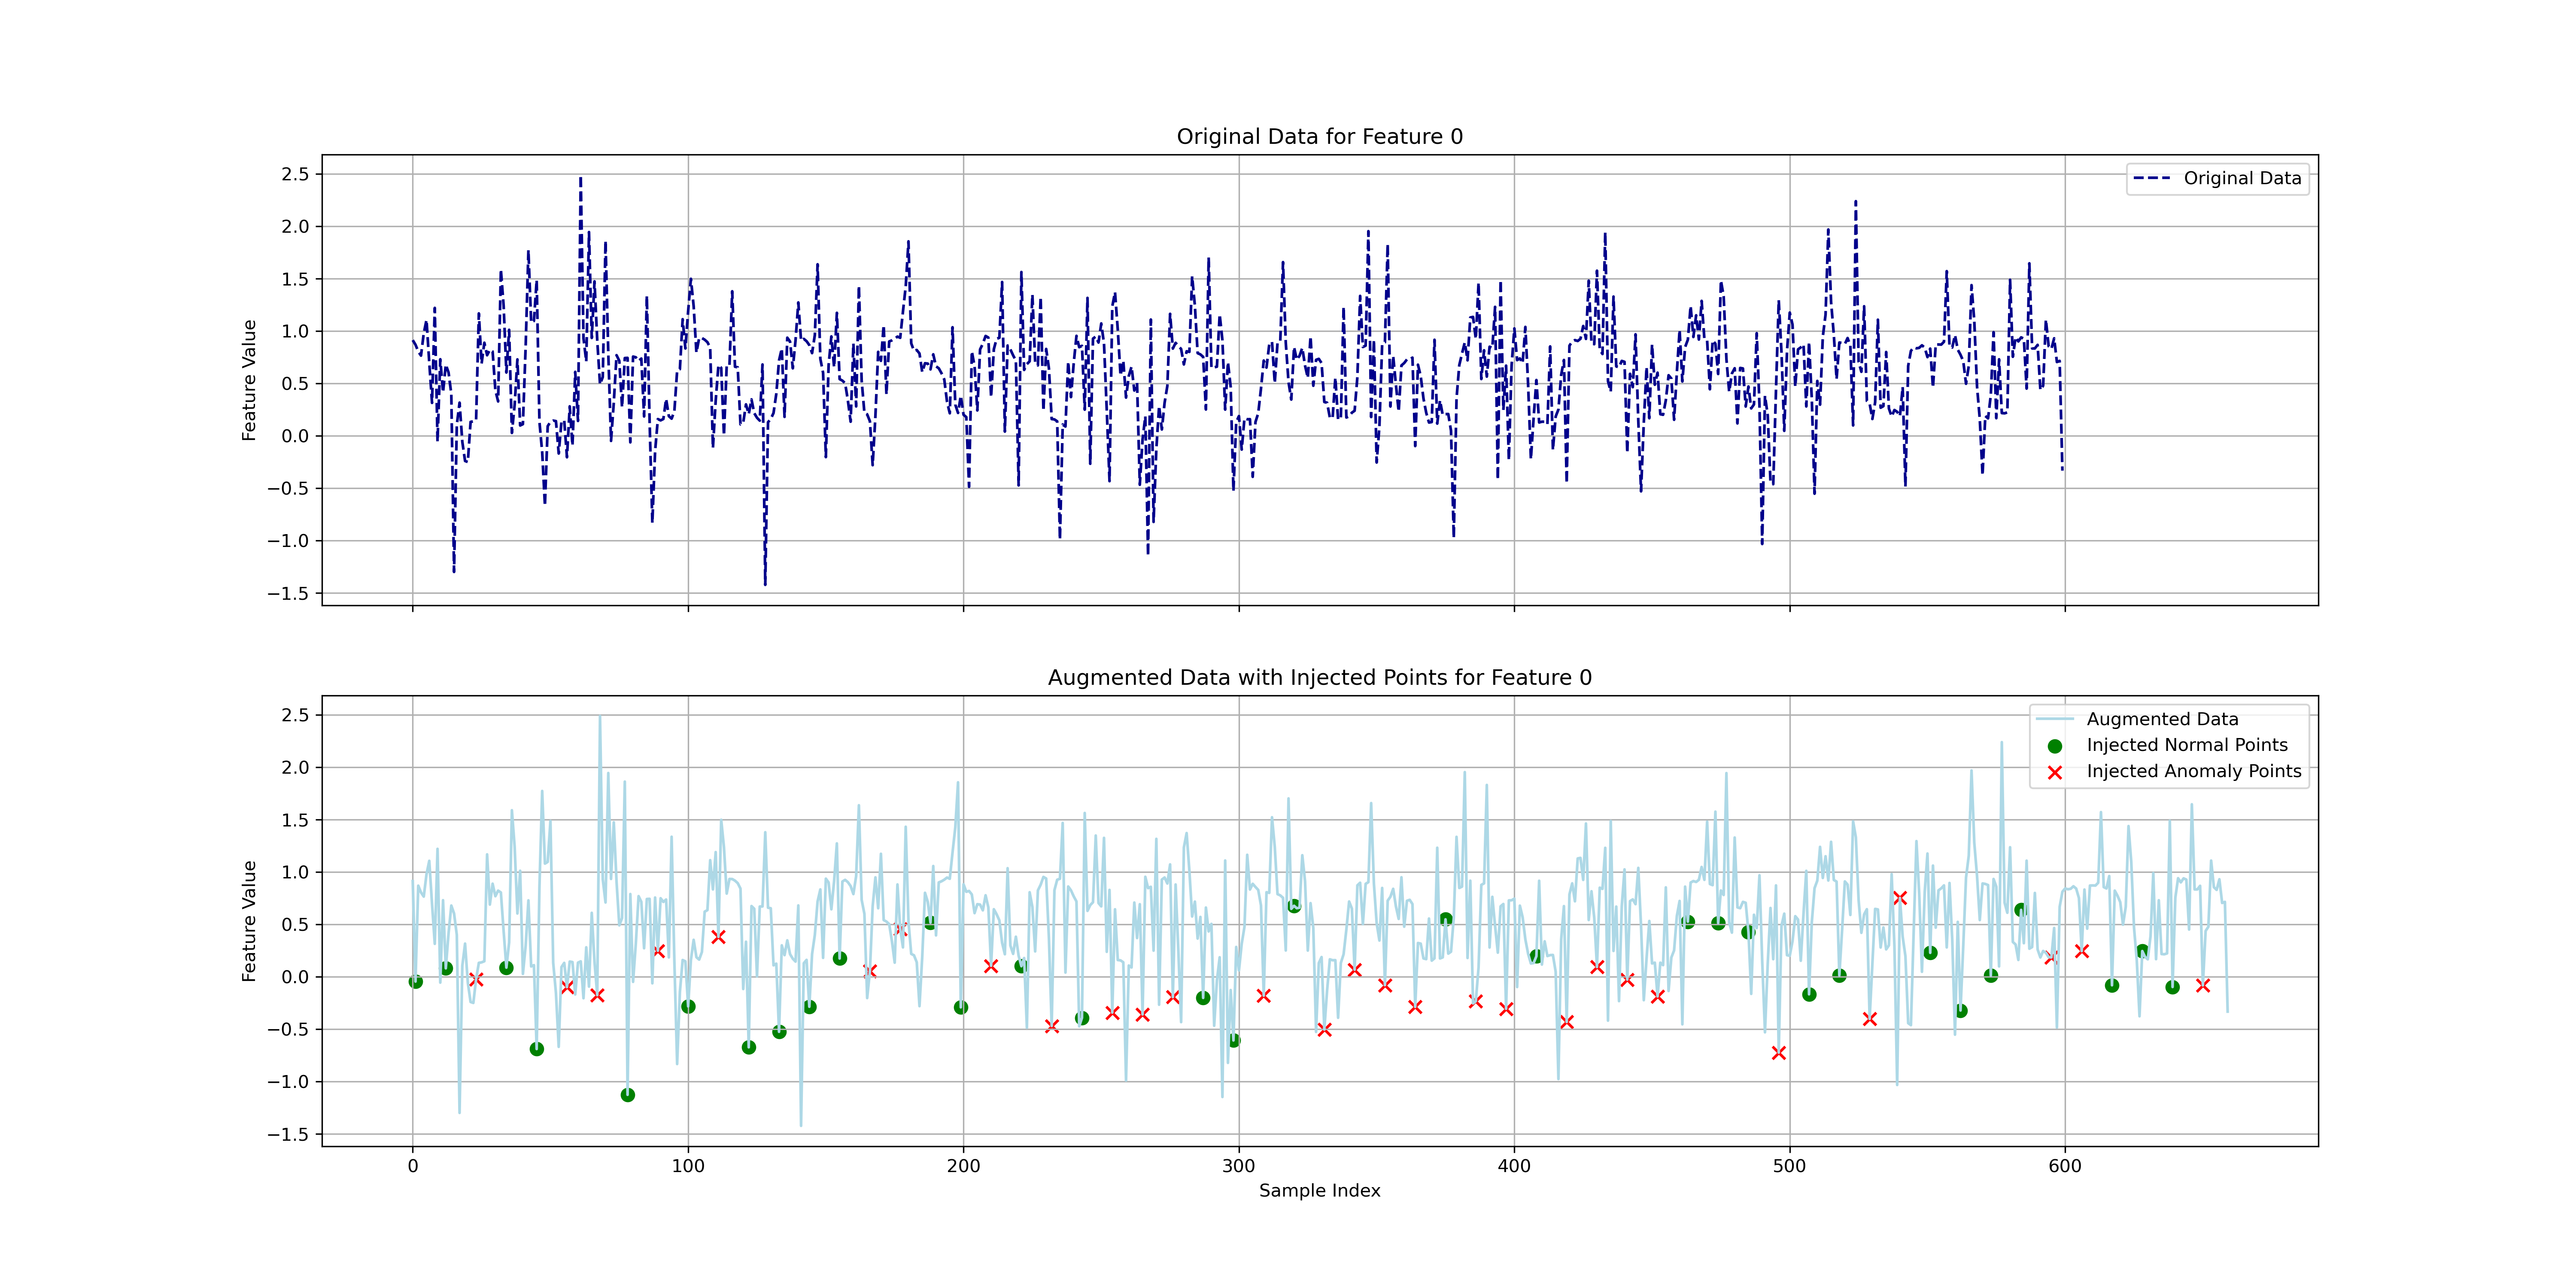 Original Data for Feature 0
2.5
2.0
1.5
1.0
0.5
0.0
−0.5
−1.0
−1.5
Feature Value
Original Data
Augmented Data with Injected Points for Feature 0
2.5
2.0
1.5
1.0
0.5
0.0
−0.5
−1.0
−1.5
Feature Value
Augmented Data
Injected Normal Points
Injected Anomaly Points
0 100 200 300 400 500 600
Sample Index